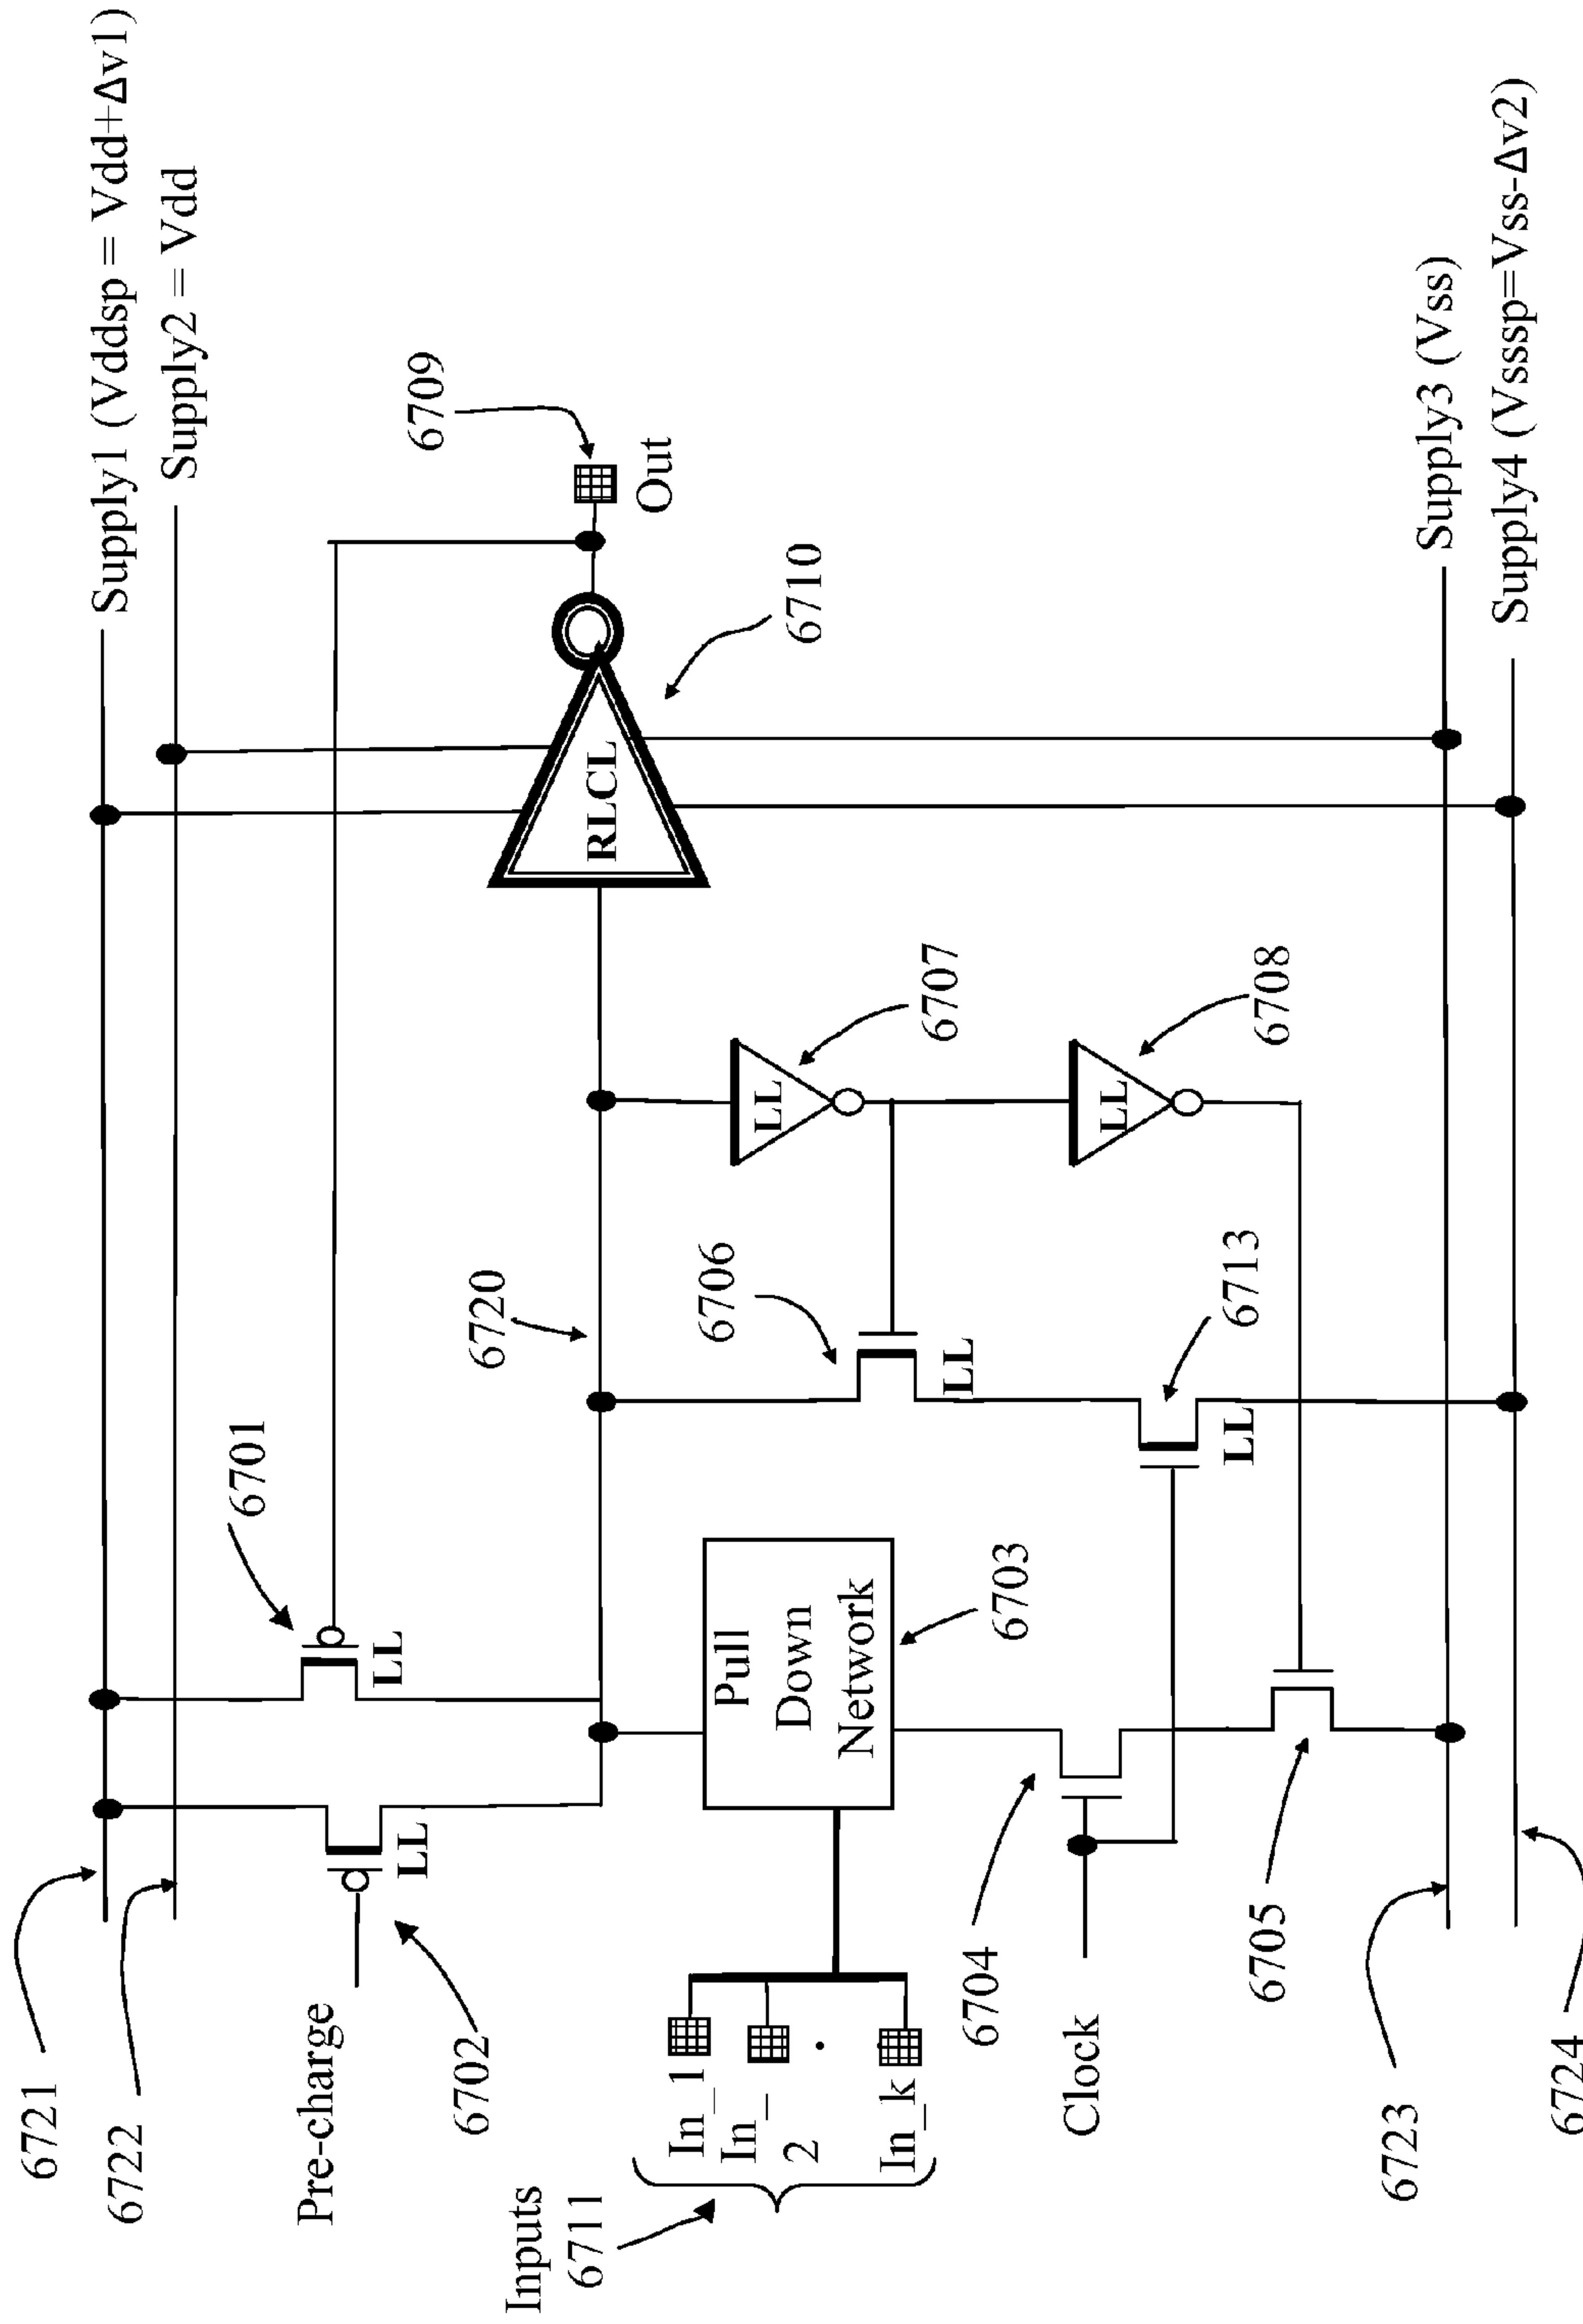 Supply1 (Vddsp = Vdd+Δv1)
Supply2 = Vdd
6721
6722
6701
6709
Pre-charge
LL
LL
6702
6720
Out
Inputs
6711
In_1
In_
2
.
In_k
Pull
Down
Network
6703
6706
LL
RLCL
6710
LL
6707
6704
Clock
6713
LL
LL
6708
6705
6723
Supply3 (Vss)
6724
Supply4 (Vsssp=Vss-Δv2)